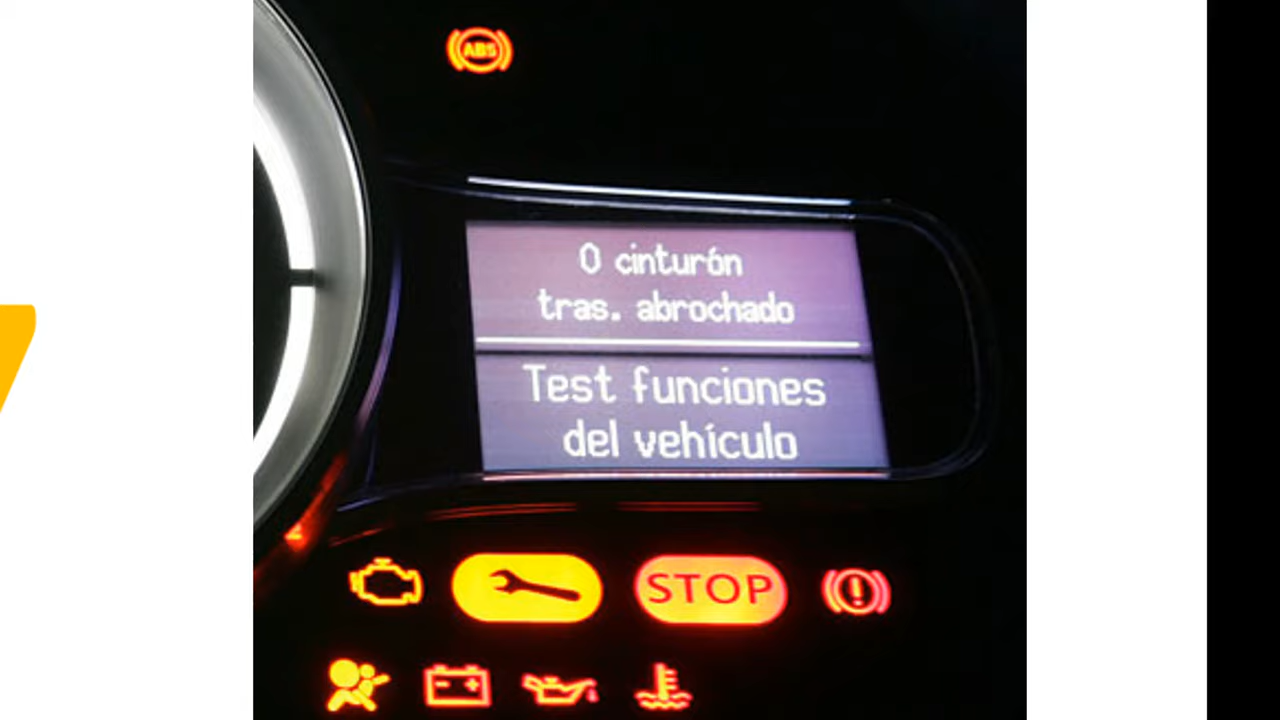 ABS
0 cinturón
tras. abrochado
Test funciones
del vehículo
STOP